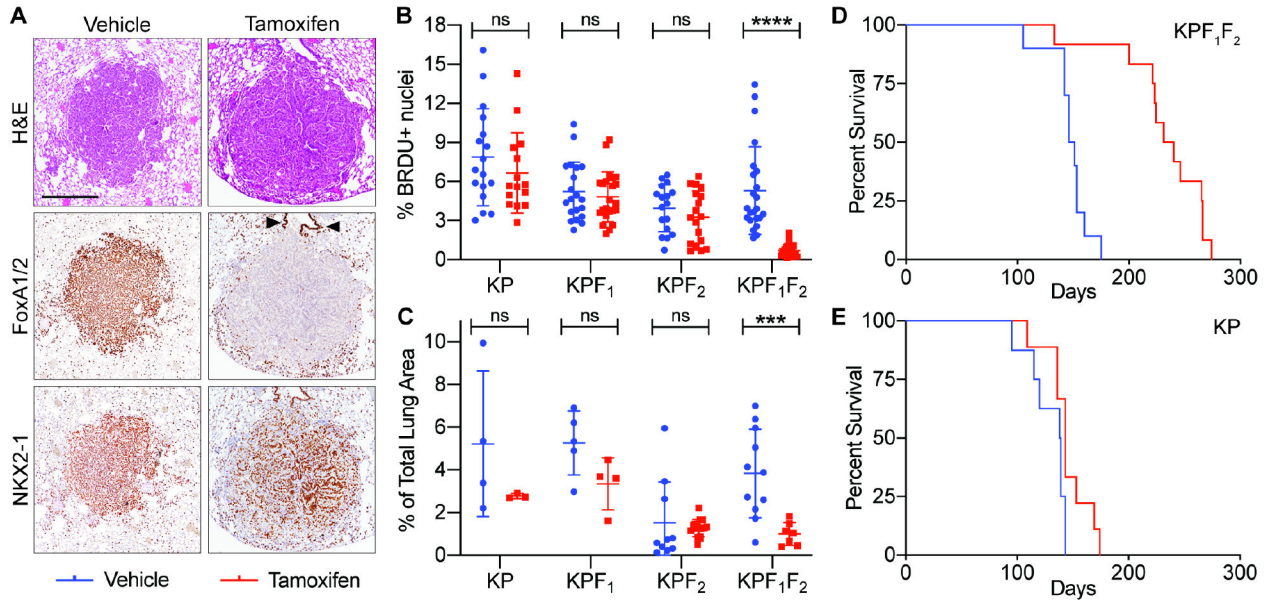 A
Vehicle
Tamoxifen
H&E
FoxA1/2
NKX2-1
Vehicle
Tamoxifen
B
ns
ns
ns
****
% BRDU+ nuclei
18
15
12
9
6
3
0
KP
KPF₁
KPF₂
KPF₁F₂
C
ns
ns
ns
***
% of Total Lung Area
10
8
6
4
2
0
KP
KPF₁
KPF₂
KPF₁F₂
D
KPF₁F₂
Percent Survival
100
75
50
25
0
0
100
200
300
Days
E
KP
Percent Survival
100
75
50
25
0
0
100
200
300
Days